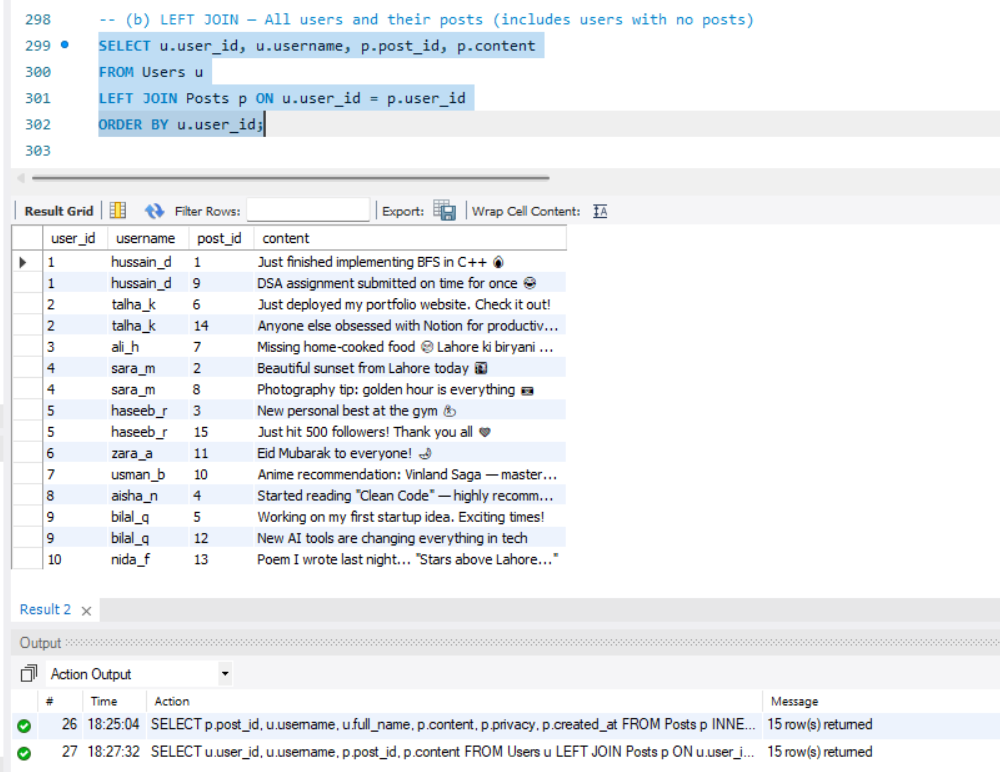 298 -- (b) LEFT JOIN — All users and their posts (includes users with no posts)
299 SELECT u.user_id, u.username, p.post_id, p.content
300 FROM Users u
301 LEFT JOIN Posts p ON u.user_id = p.user_id
302 ORDER BY u.user_id;
303
Result Grid Filter Rows: Export: Wrap Cell Content: IA
user_id username post_id content
1 hussain_d 1 Just finished implementing BFS in C++ 🔥
1 hussain_d 9 DSA assignment submitted on time for once 😂
2 talha_k 6 Just deployed my portfolio website. Check it out!
2 talha_k 14 Anyone else obsessed with Notion for productiv...
3 ali_h 7 Missing home-cooked food 😔 Lahore ki biryani ...
4 sara_m 2 Beautiful sunset from Lahore today 🌇
4 sara_m 8 Photography tip: golden hour is everything 📷
5 haseeb_r 3 New personal best at the gym 💪
5 haseeb_r 15 Just hit 500 followers! Thank you all ❤
6 zara_a 11 Eid Mubarak to everyone! 🌙
7 usman_b 10 Anime recommendation: Vinland Saga — master...
8 aisha_n 4 Started reading "Clean Code" — highly recomm...
9 bilal_q 5 Working on my first startup idea. Exciting times!
9 bilal_q 12 New AI tools are changing everything in tech
10 nida_f 13 Poem I wrote last night... "Stars above Lahore..."
Result 2 ×
Output
Action Output
# Time Action Message
26 18:25:04 SELECT p.post_id, u.username, u.full_name, p.content, p.privacy, p.created_at FROM Posts p INNE... 15 row(s) returned
27 18:27:32 SELECT u.user_id, u.username, p.post_id, p.content FROM Users u LEFT JOIN Posts p ON u.user_i... 15 row(s) returned